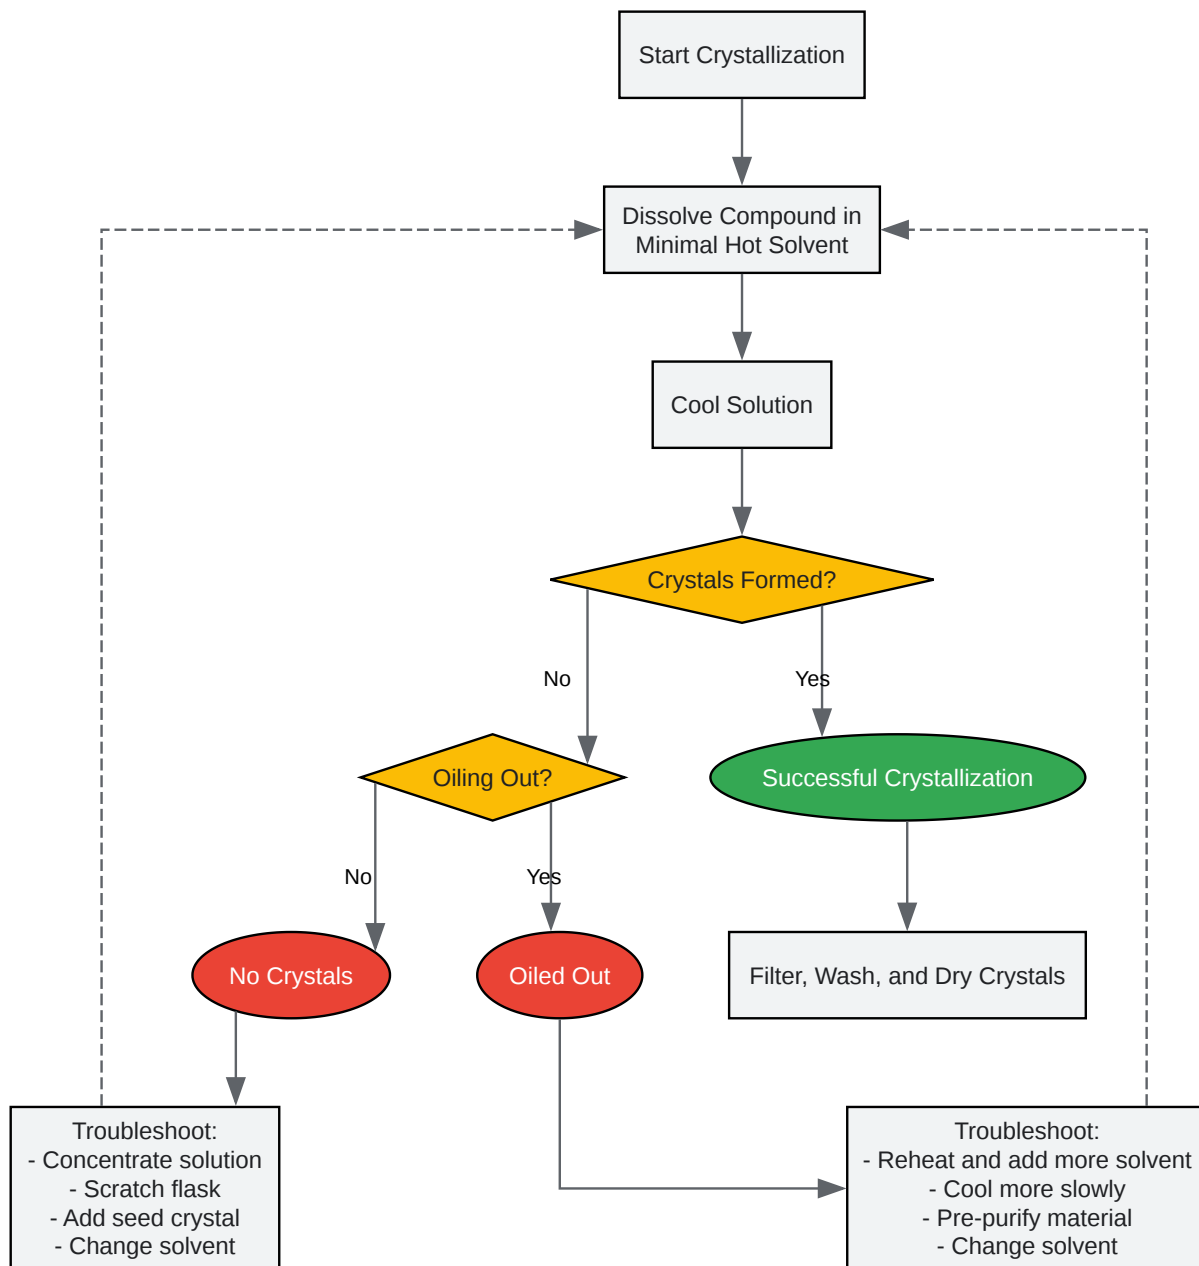 Start Crystallization
Dissolve Compound in
Minimal Hot Solvent
Cool Solution
Crystals Formed?
No
Yes
Oiling Out?
Successful Crystallization
No
Yes
No Crystals
Oiled Out
Filter, Wash, and Dry Crystals
Troubleshoot:
- Concentrate solution
- Scratch flask
- Add seed crystal
- Change solvent
Troubleshoot:
- Reheat and add more solvent
- Cool more slowly
- Pre-purify material
- Change solvent